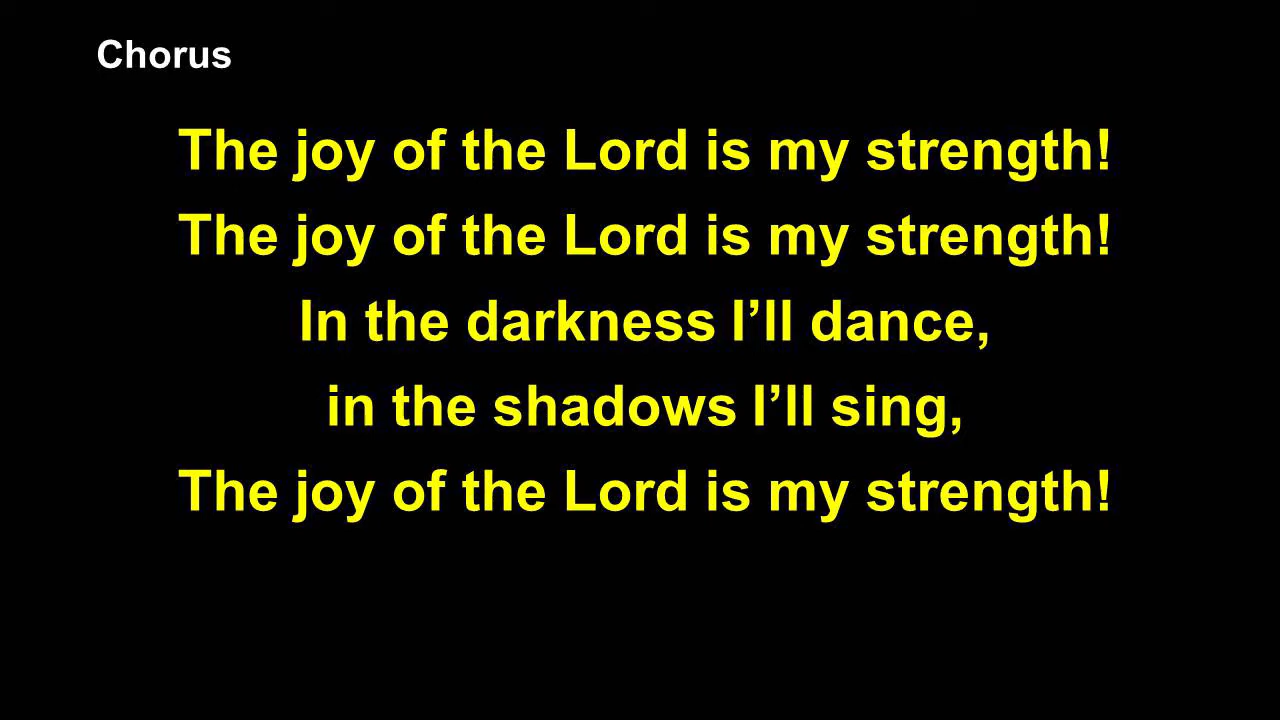 Chorus
The joy of the Lord is my strength!
The joy of the Lord is my strength!
In the darkness I’ll dance,
in the shadows I’ll sing,
The joy of the Lord is my strength!